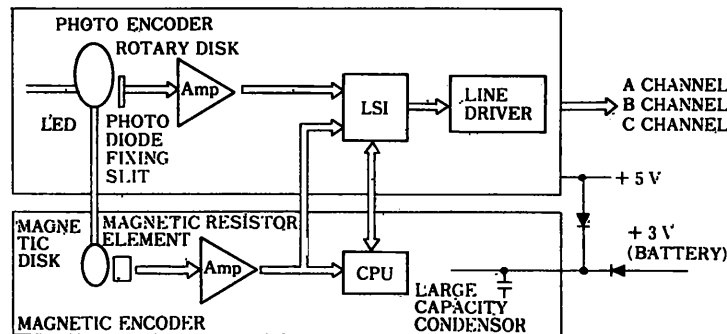 PHOTO ENCODER
ROTARY DISK
Amp
LED
PHOTO
DIODE
FIXING
SLIT
LSI
LINE
DRIVER
A CHANNEL
B CHANNEL
C CHANNEL
+ 5 V
+ 3 V
(BATTERY)
MAGNE
TIC
DISK
MAGNETIC RESISTOR
ELEMENT
Amp
CPU
LARGE
CAPACITY
CONDENSOR
MAGNETIC ENCODER